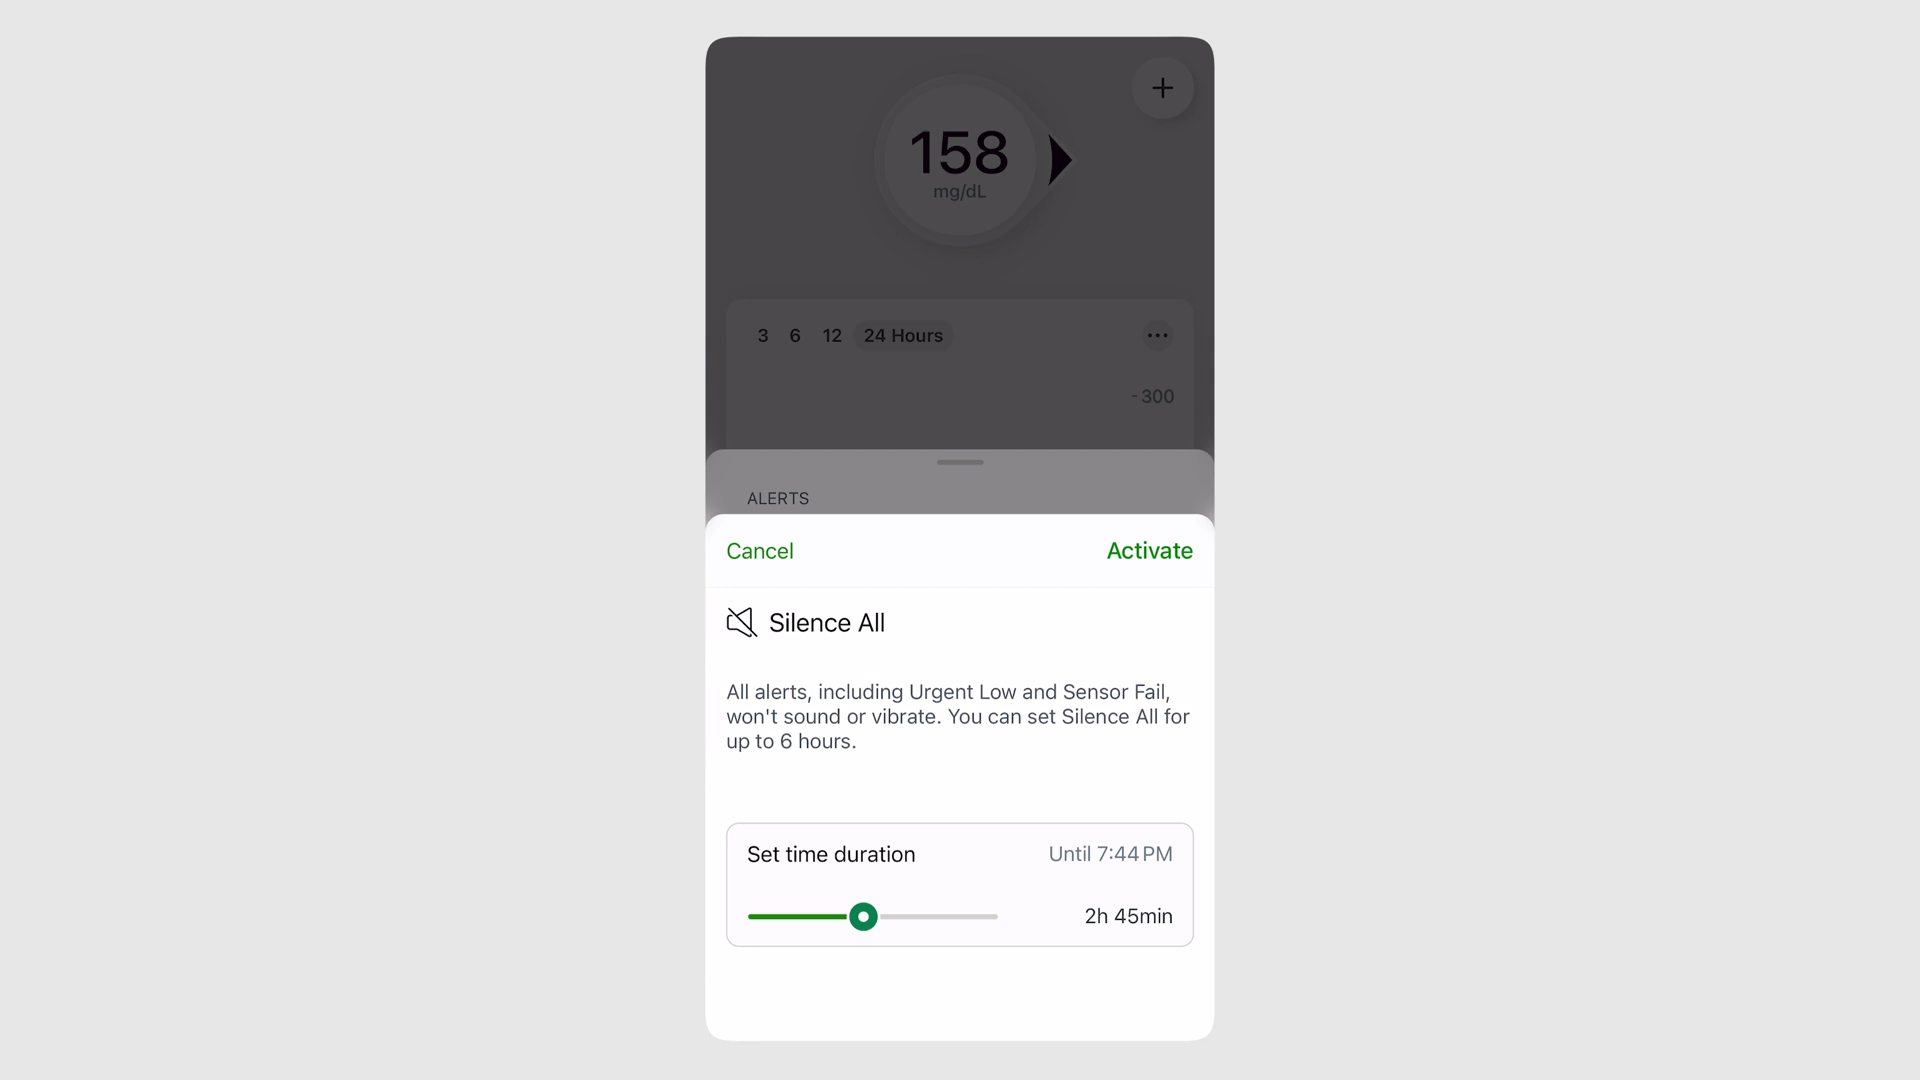 158
mg/dL
3 6 12 24 Hours
300
ALERTS
Cancel Activate
Silence All
All alerts, including Urgent Low and Sensor Fail,
won't sound or vibrate. You can set Silence All for
up to 6 hours.
Set time duration Until 7:44 PM
2h 45min